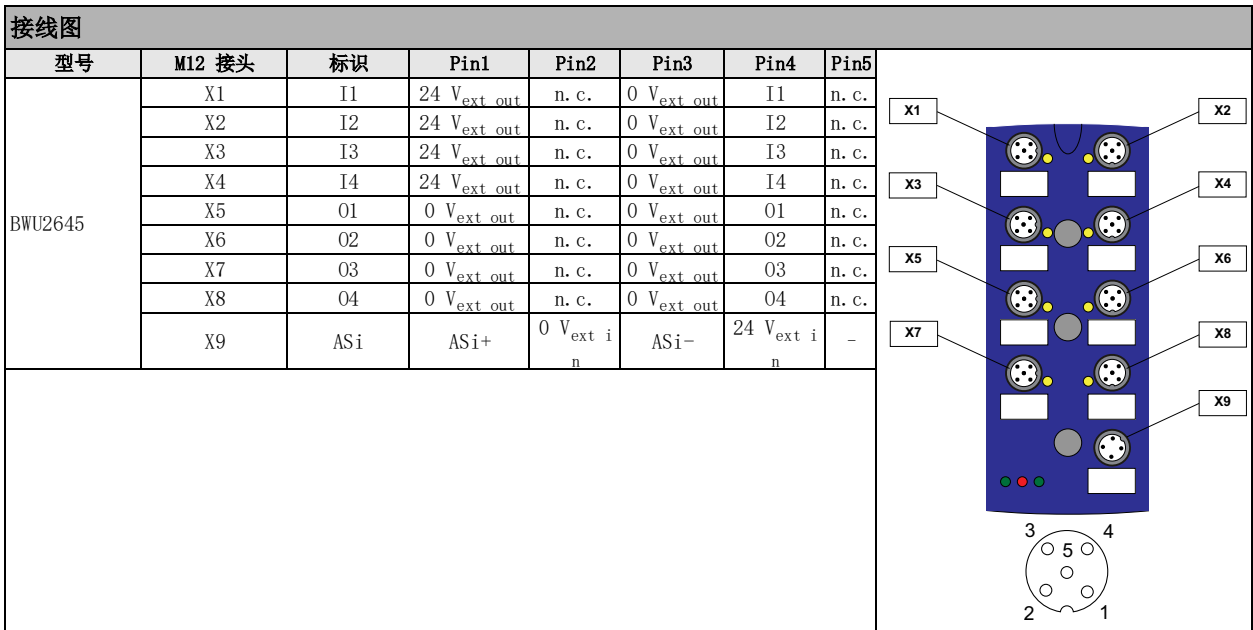 接线图
型号 M12 接头 标识 Pin1 Pin2 Pin3 Pin4 Pin5
BWU2645
X1 I1 24 Vext out n.c. 0 Vext out I1 n.c.
X2 I2 24 Vext out n.c. 0 Vext out I2 n.c.
X3 I3 24 Vext out n.c. 0 Vext out I3 n.c.
X4 I4 24 Vext out n.c. 0 Vext out I4 n.c.
X5 O1 0 Vext out n.c. 0 Vext out O1 n.c.
X6 O2 0 Vext out n.c. 0 Vext out O2 n.c.
X7 O3 0 Vext out n.c. 0 Vext out O3 n.c.
X8 O4 0 Vext out n.c. 0 Vext out O4 n.c.
X9 ASi ASi+ 0 Vext in ASi- 24 Vext in –
X1 X2
X3 X4
X5 X6
X7 X8
X9
3 4
5
2 1